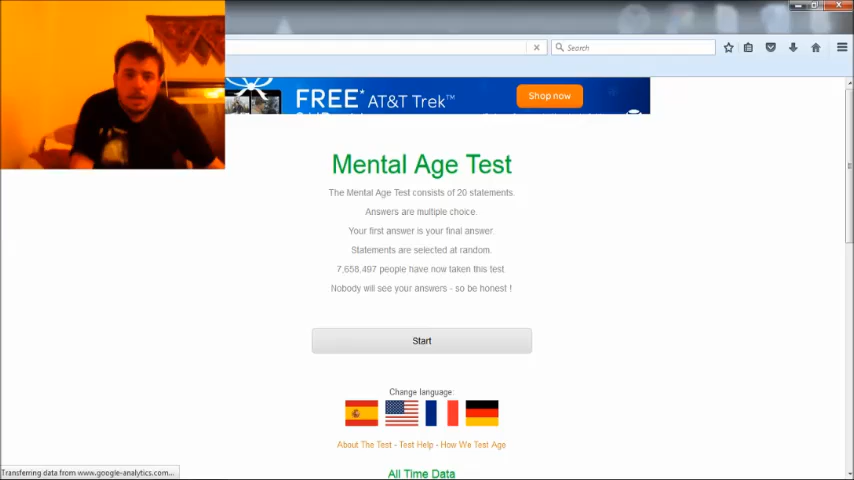 Search
FREE* AT&T Trek™
Shop now
Mental Age Test
The Mental Age Test consists of 20 statements.
Answers are multiple choice.
Your first answer is your final answer.
Statements are selected at random.
7,658,497 people have now taken this test
Nobody will see your answers - so be honest !
Start
Change language:
About The Test - Test Help - How We Test Age
All Time Data
Transferring data from www.google-analytics.com...